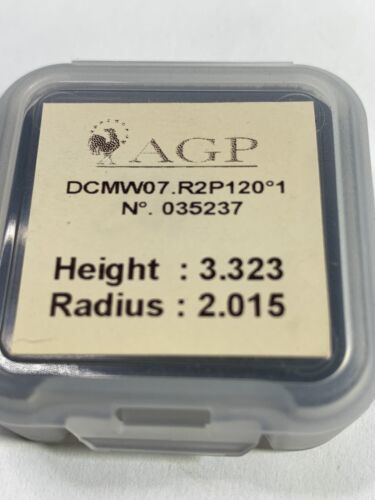 AGP
DCMW07.R2P120°1
N°. 035237
Height : 3.323
Radius : 2.015